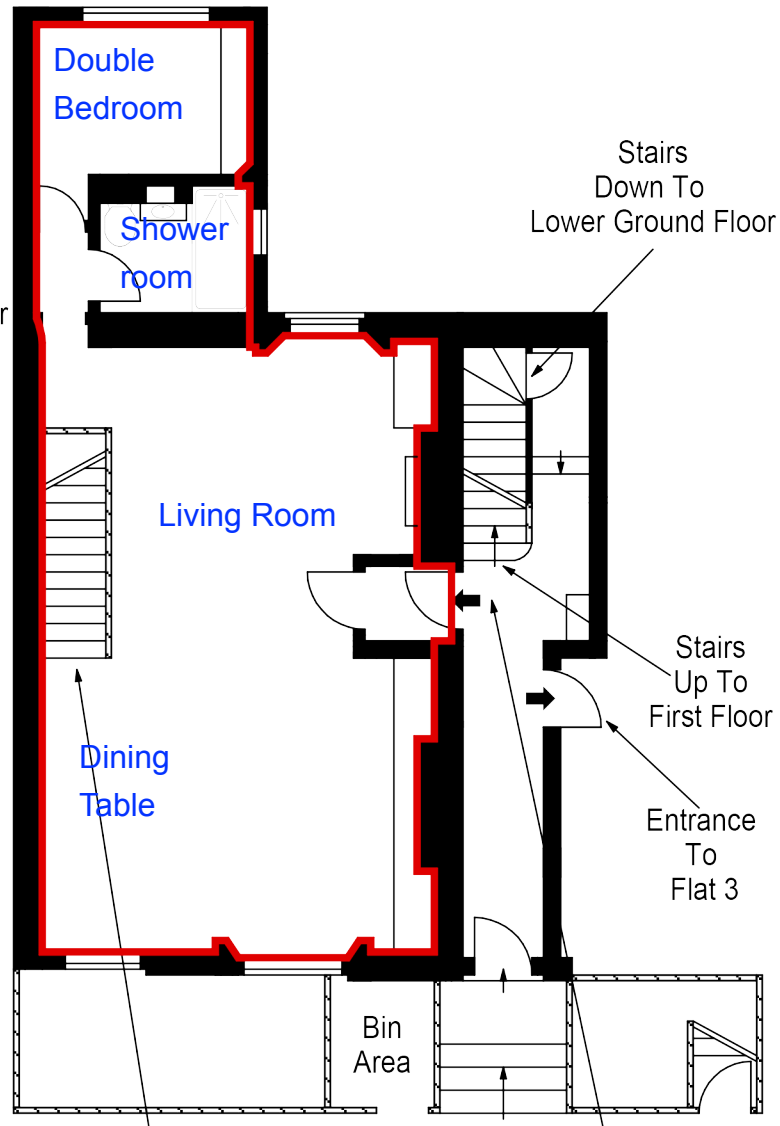 Double
Bedroom
Stairs
Down To
Lower Ground Floor
Shower
room
r
Living Room
Stairs
Up To
First Floor
Dining
Table
Entrance
To
Flat 3
Bin
Area